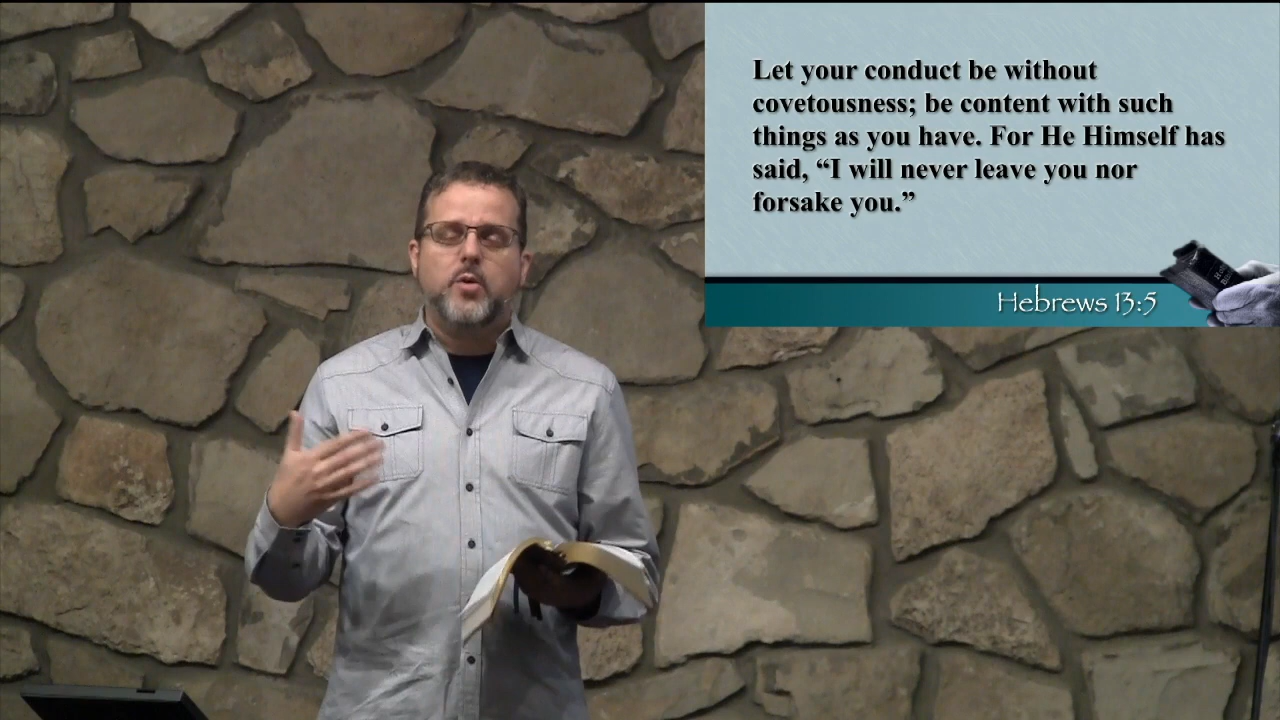 Let your conduct be without
covetousness; be content with such
things as you have. For He Himself has
said, “I will never leave you nor
forsake you.”
Hebrews 13:5